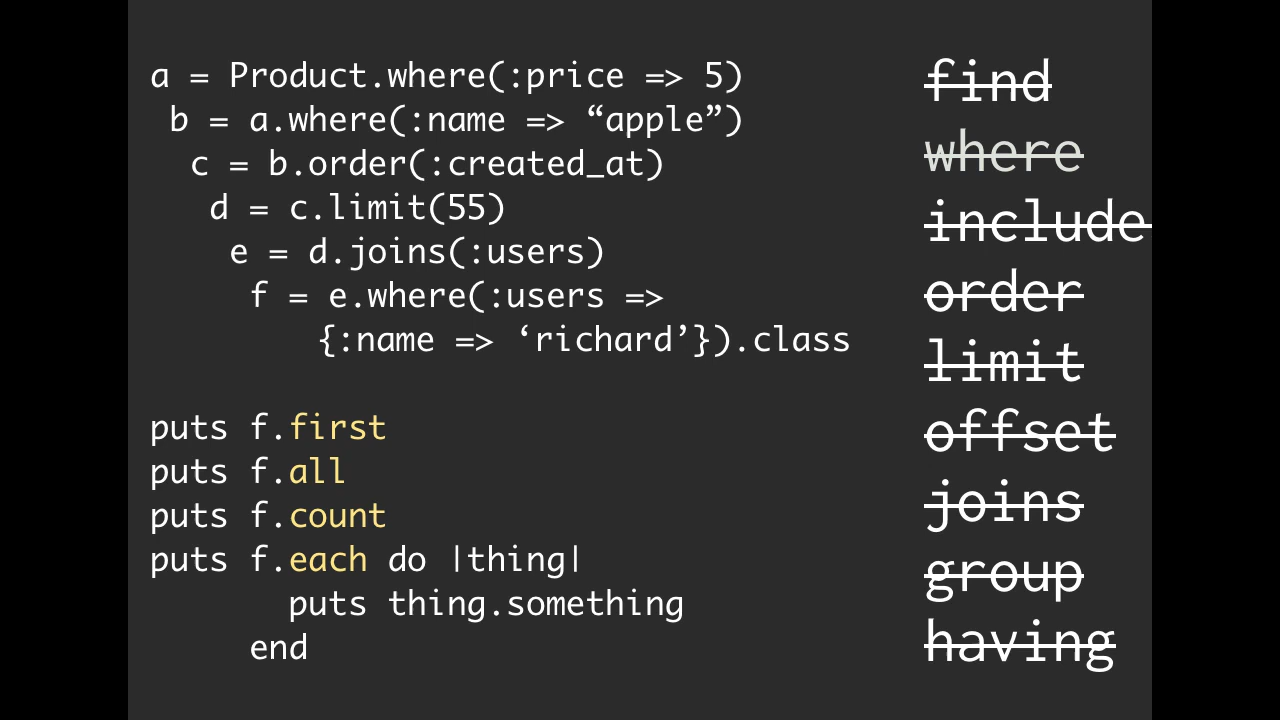 a = Product.where(:price => 5)
b = a.where(:name => “apple”)
c = b.order(:created_at)
d = c.limit(55)
e = d.joins(:users)
f = e.where(:users =>
{:name => ‘richard’}).class
puts f.first
puts f.all
puts f.count
puts f.each do |thing|
puts thing.something
end
find
where
include
order
limit
offset
joins
group
having